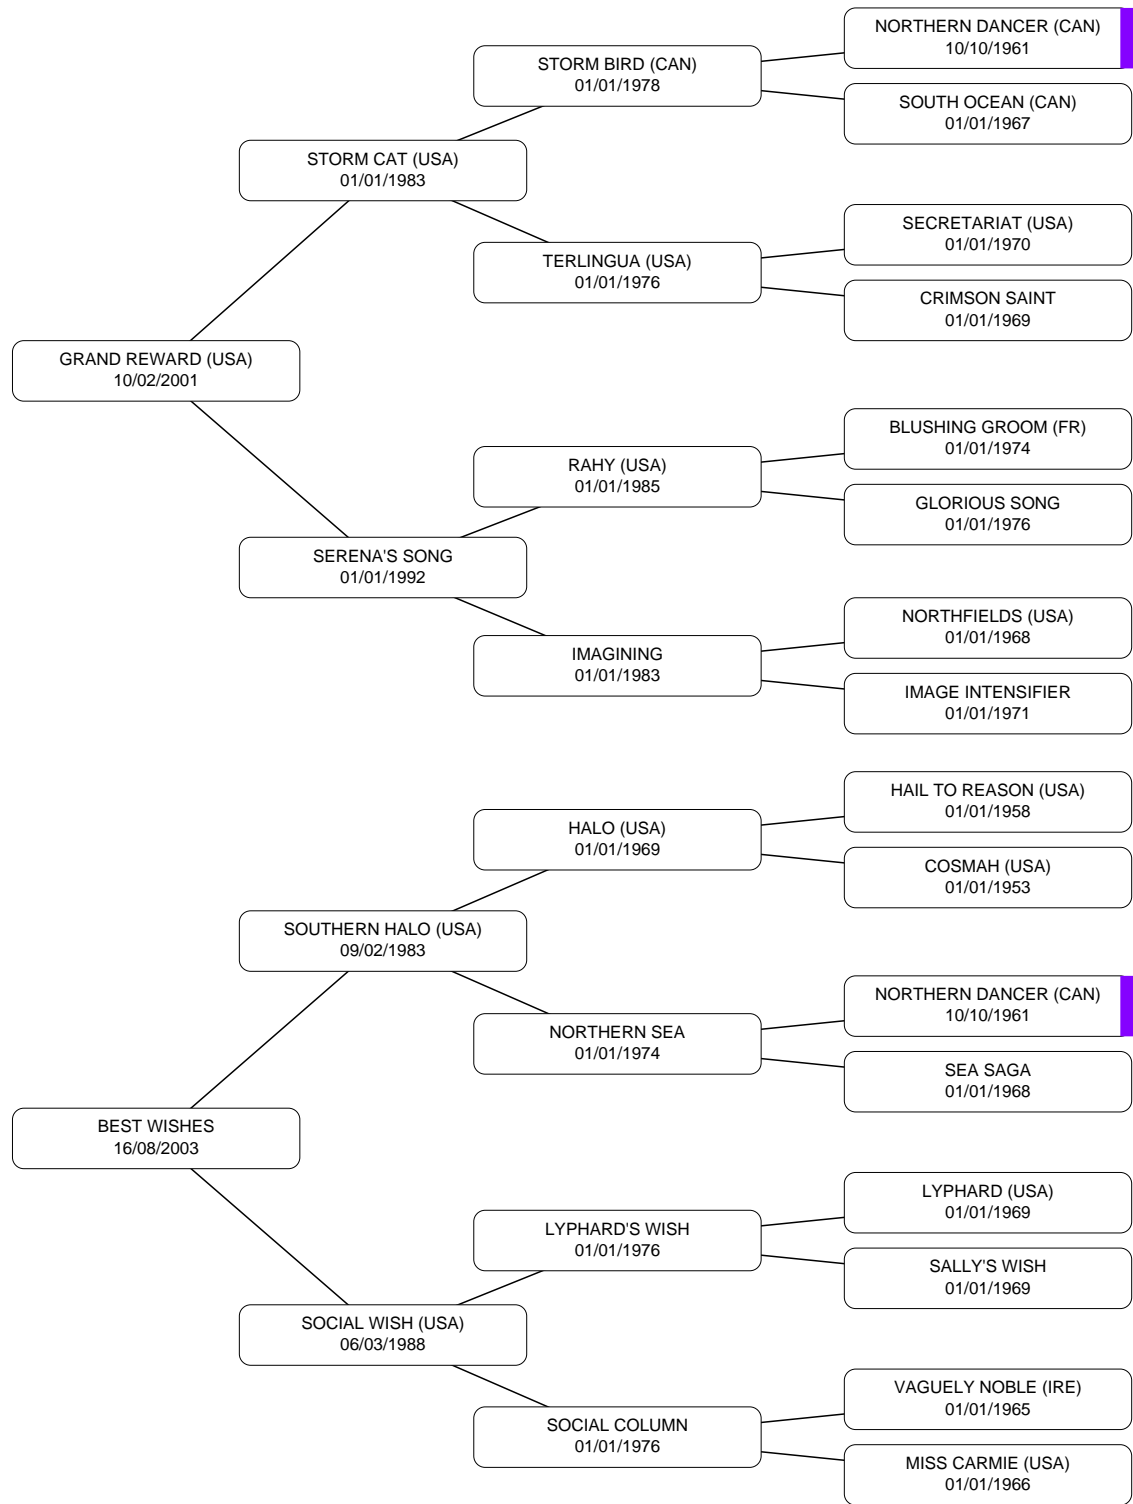 NORTHERN DANCER (CAN)
10/10/1961
STORM BIRD (CAN)
01/01/1978
SOUTH OCEAN (CAN)
01/01/1967
STORM CAT (USA)
01/01/1983
SECRETARIAT (USA)
01/01/1970
TERLINGUA (USA)
01/01/1976
CRIMSON SAINT
01/01/1969
GRAND REWARD (USA)
10/02/2001
BLUSHING GROOM (FR)
01/01/1974
RAHY (USA)
01/01/1985
GLORIOUS SONG
01/01/1976
SERENA'S SONG
01/01/1992
NORTHFIELDS (USA)
01/01/1968
IMAGINING
01/01/1983
IMAGE INTENSIFIER
01/01/1971
HAIL TO REASON (USA)
01/01/1958
HALO (USA)
01/01/1969
COSMAH (USA)
01/01/1953
SOUTHERN HALO (USA)
09/02/1983
NORTHERN DANCER (CAN)
10/10/1961
NORTHERN SEA
01/01/1974
SEA SAGA
01/01/1968
BEST WISHES
16/08/2003
LYPHARD (USA)
01/01/1969
LYPHARD'S WISH
01/01/1976
SALLY'S WISH
01/01/1969
SOCIAL WISH (USA)
06/03/1988
VAGUELY NOBLE (IRE)
01/01/1965
SOCIAL COLUMN
01/01/1976
MISS CARMIE (USA)
01/01/1966